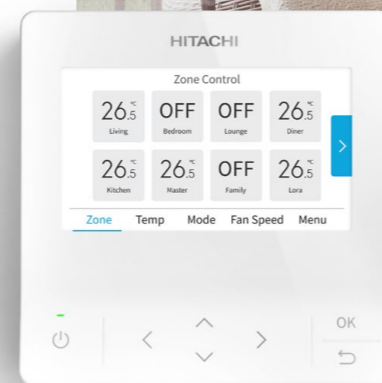 HITACHI
Zone Control
26.5°C OFF OFF 26.5°C
Living Bedroom Lounge Diner
26.5°C 26.5°C OFF 26.5°C
Kitchen Master Family Lora
Zone Temp Mode Fan Speed Menu
OK